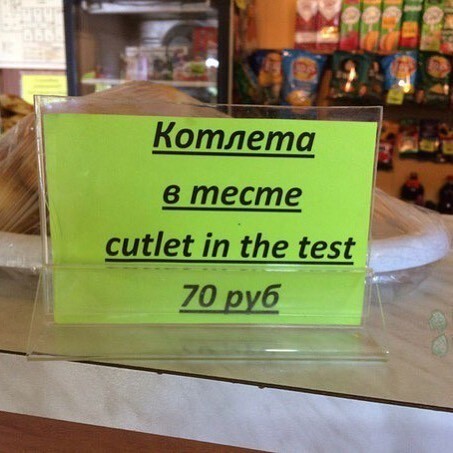 Котлета
в тесте
cutlet in the test
70 руб